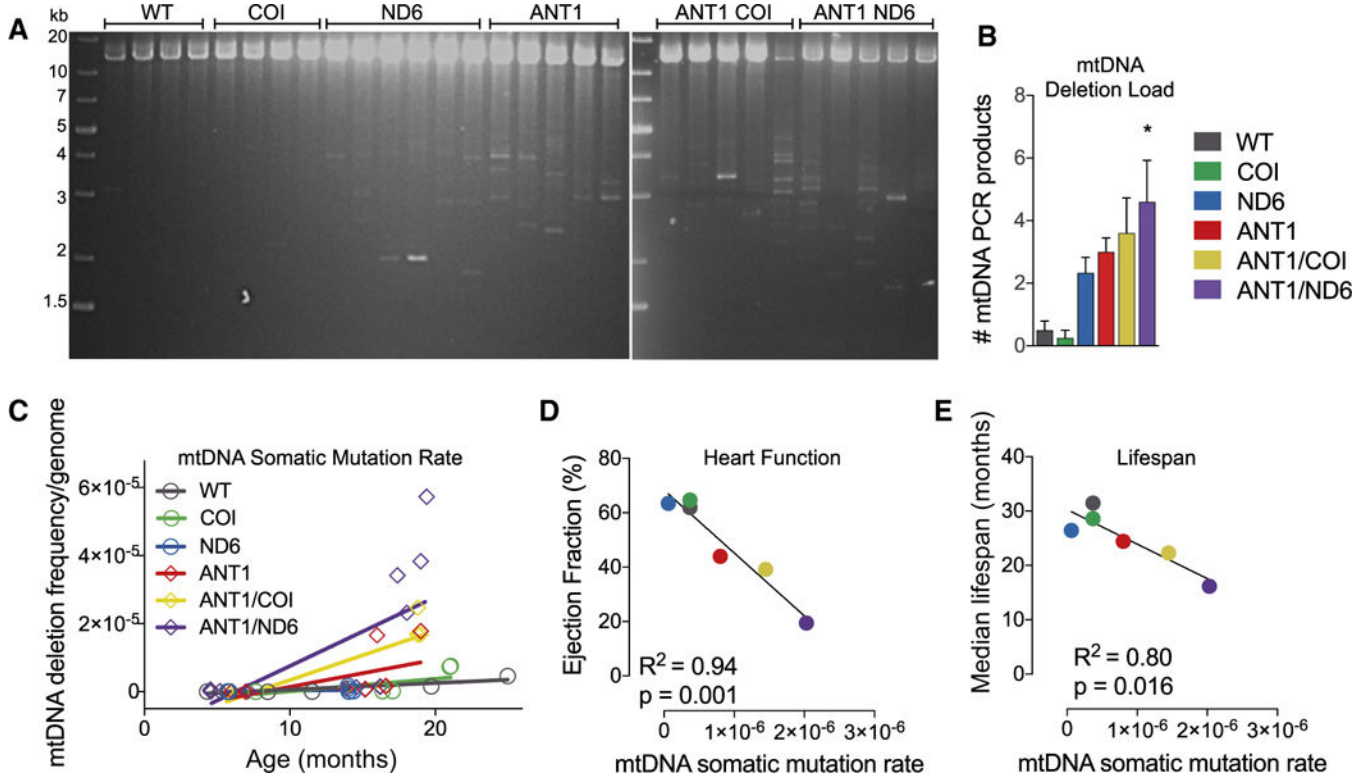 A
kb
WT COI ND6 ANT1 ANT1 COI ANT1 ND6
20
10
7
5
4
3
2
1.5
B
mtDNA
Deletion Load
# mtDNA PCR products
8
6
4
2
0
*
WT
COI
ND6
ANT1
ANT1/COI
ANT1/ND6
C
mtDNA deletion frequency/genome
mtDNA Somatic Mutation Rate
6×10-5
4×10-5
2×10-5
0
WT
COI
ND6
ANT1
ANT1/COI
ANT1/ND6
0 10 20
Age (months)
D
Heart Function
Ejection Fraction (%)
80
60
40
20
0
R2 = 0.94
p = 0.001
0 1×10-6 2×10-6 3×10-6
mtDNA somatic mutation rate
E
Lifespan
Median lifespan (months)
40
30
20
10
0
R2 = 0.80
p = 0.016
0 1×10-6 2×10-6 3×10-6
mtDNA somatic mutation rate